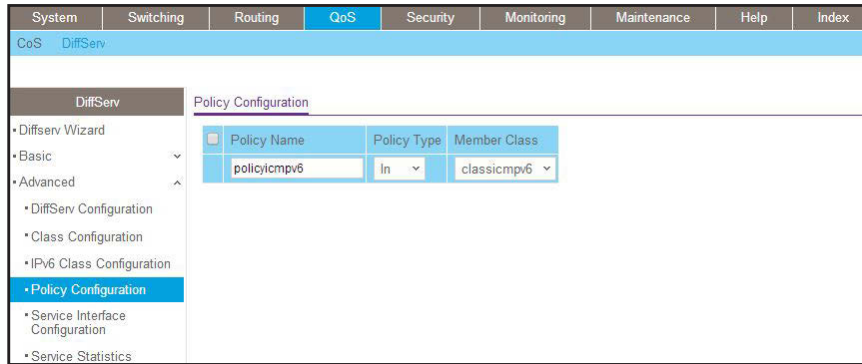 System Switching Routing QoS Security Monitoring Maintenance Help Index
CoS DiffServ
DiffServ
Policy Configuration
Diffserv Wizard
Basic
Advanced
DiffServ Configuration
Class Configuration
IPv6 Class Configuration
Policy Configuration
Service Interface
Configuration
Service Statistics
Policy Name Policy Type Member Class
policyicmpv6 In classicmpv6